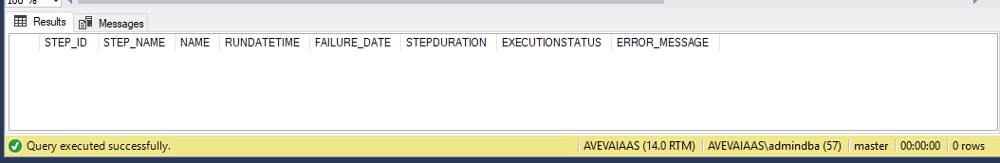 100 %
Results Messages
STEP_ID STEP_NAME NAME RUNDATETIME FAILURE_DATE STEPDURATION EXECUTIONSTATUS ERROR_MESSAGE
Query executed successfully. AVEVAIAAS (14.0 RTM) AVEVAIAAS\admindba (57) master 00:00:00 0 rows